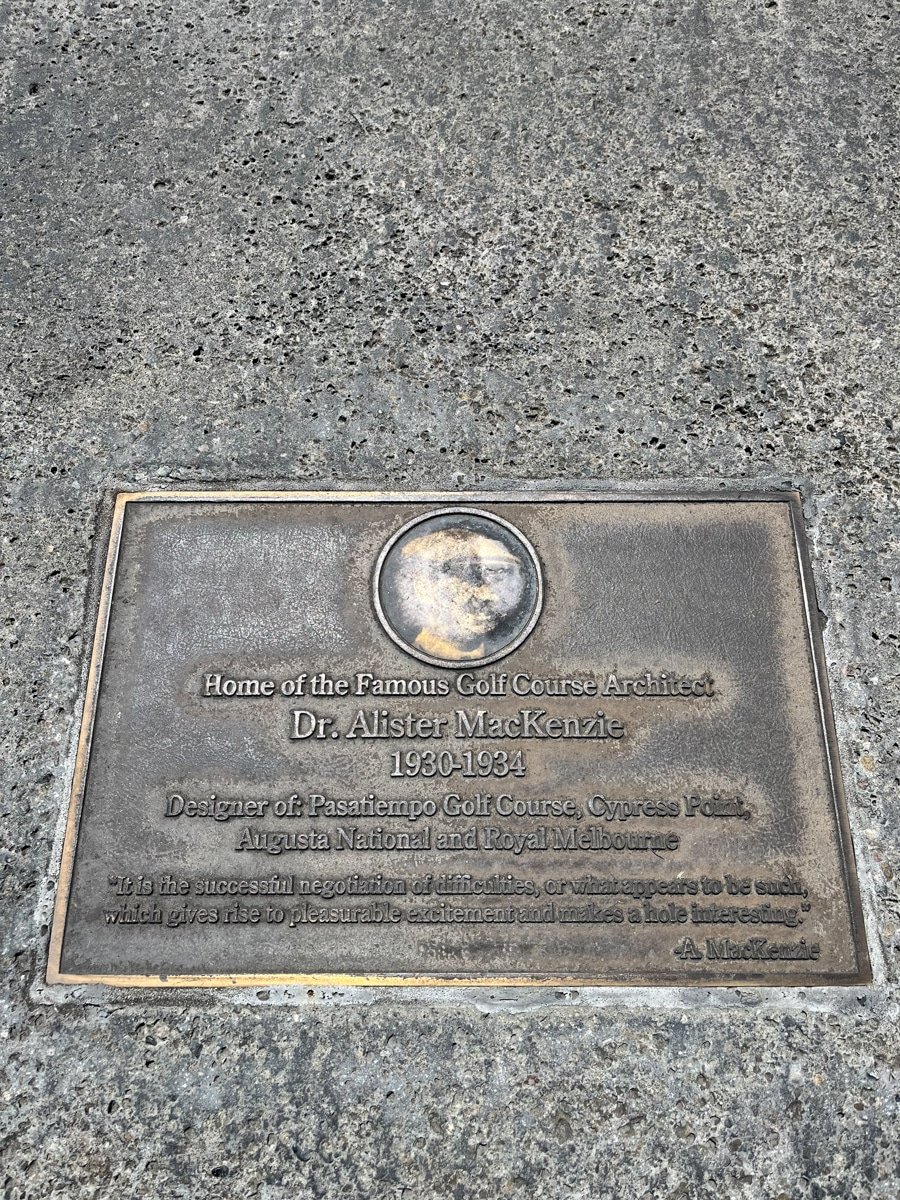 Home of the Famous Golf Course Architect
Dr. Alister MacKenzie
1930-1934
Designer of: Pasatiempo Golf Course, Cypress Point,
Augusta National and Royal Melbourne
"It is the successful negotiation of difficulties, or what appears to be such,
which gives rise to pleasurable excitement and makes a hole interesting."
-A. MacKenzie